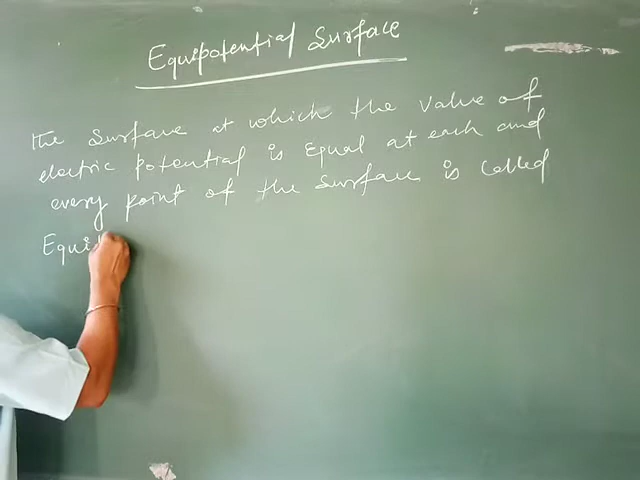 Equipotential Surface
the Surface at which the Value of
electric potential is Equal at each and
every point of the Surface is called
Equi